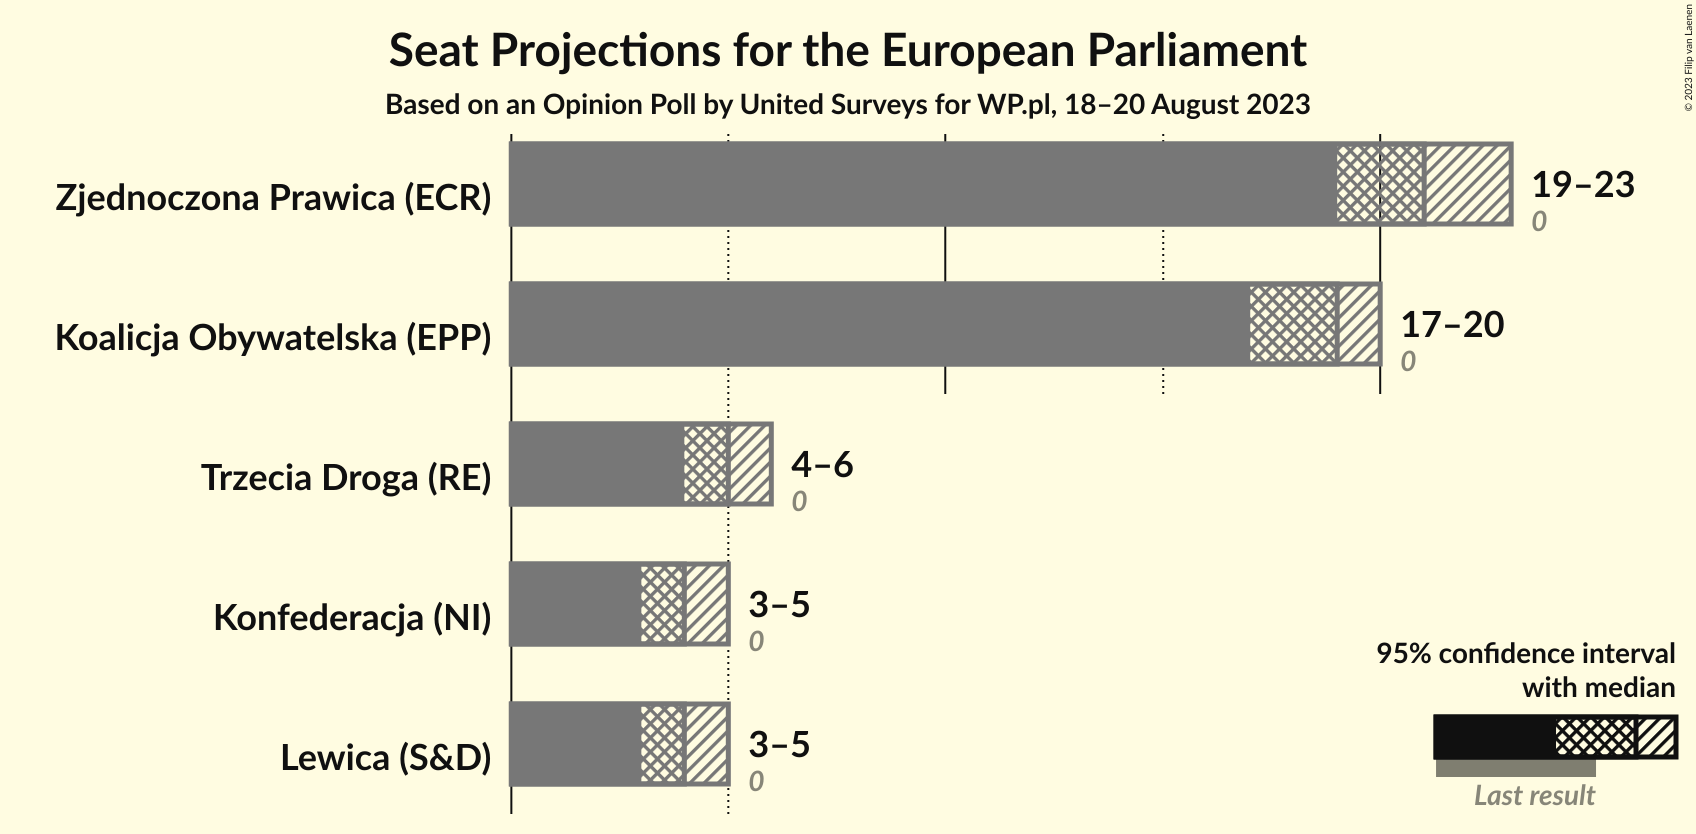 Seat Projections for the European Parliament
Based on an Opinion Poll by United Surveys for WP.pl, 18–20 August 2023
© 2023 Filip van Laenen
Zjednoczona Prawica (ECR)
19–23
0
Koalicja Obywatelska (EPP)
17–20
0
Trzecia Droga (RE)
4–6
0
Konfederacja (NI)
3–5
0
Lewica (S&D)
3–5
0
95% confidence interval
with median
Last result